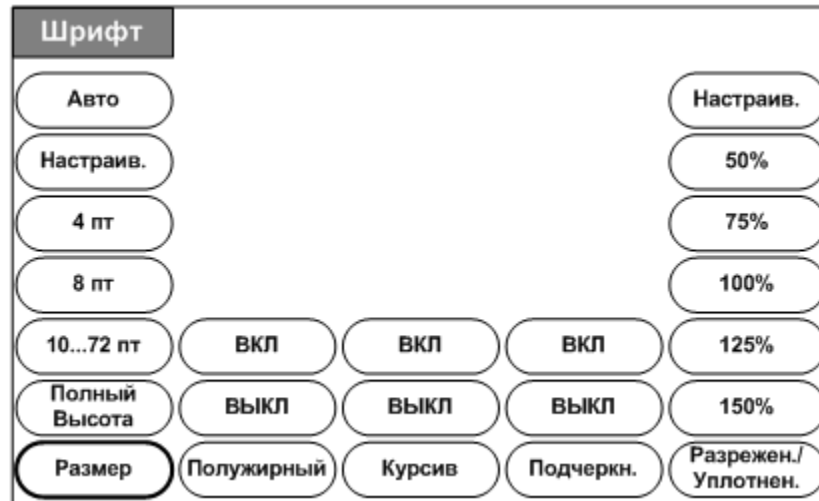 Шрифт
Авто
Настраив.
Настраив.
50%
4 пт
75%
8 пт
100%
10...72 пт
ВКЛ
ВКЛ
ВКЛ
125%
Полный
Высота
ВЫКЛ
ВЫКЛ
ВЫКЛ
150%
Размер
Полужирный
Курсив
Подчеркн.
Разрежен./
Уплотнен.